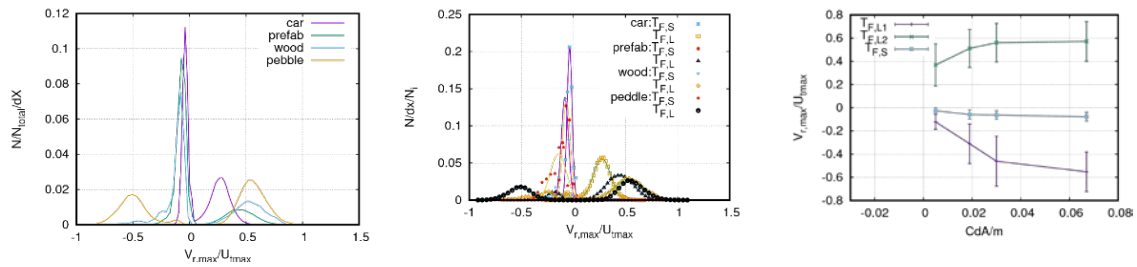 0.12
0.1
0.08
0.06
0.04
0.02
0
N/N_total/dX
-1 -0.5 0 0.5 1 1.5
V_r,max/U_tmax
car
prefab
wood
pebble
0.25
0.2
0.15
0.1
0.05
0
N/dx/N_i
-1 -0.5 0 0.5 1 1.5
V_r,max/U_tmax
car:T_F,S
T_F,L
prefab:T_F,S
T_F,L
wood:T_F,S
T_F,L
peddle:T_F,S
T_F,L
0.8
0.6
0.4
0.2
0
-0.2
-0.4
-0.6
-0.8
V_r,max/U_tmax
-0.02 0 0.02 0.04 0.06 0.08
CdA/m
T_F,L1
T_F,L2
T_F,S